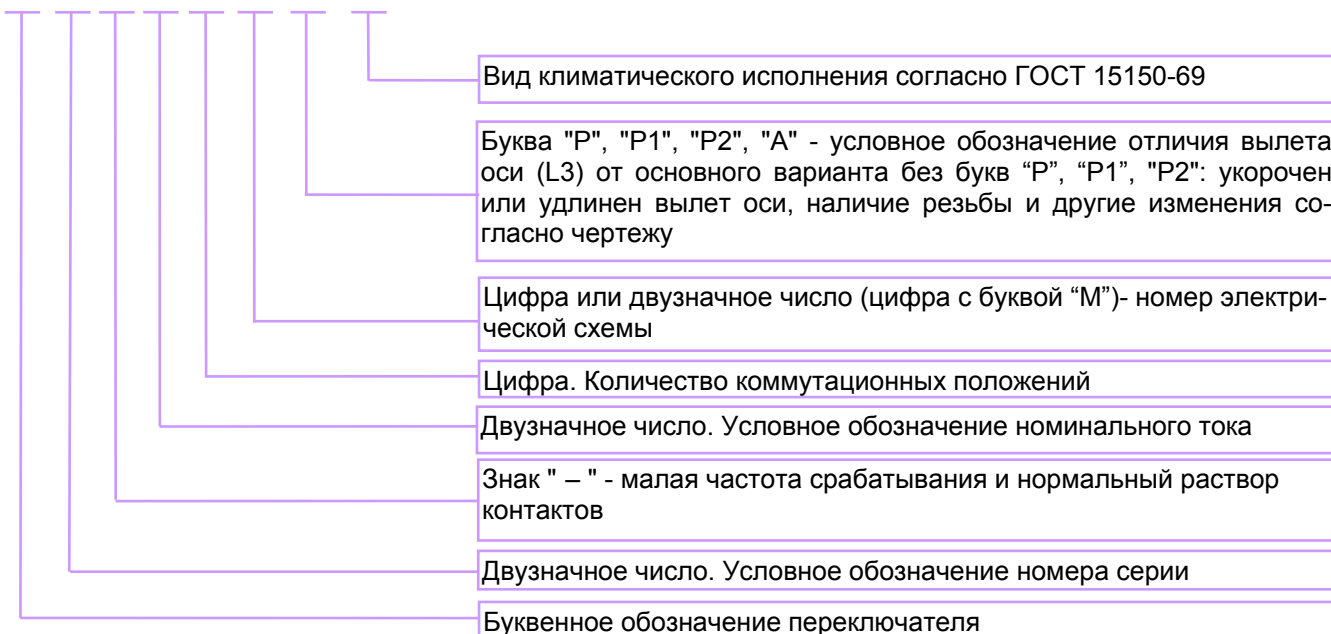 Вид климатического исполнения согласно ГОСТ 15150-69
Буква "Р", "Р1", "Р2", "А" - условное обозначение отличия вылета
оси (L3) от основного варианта без букв “Р”, “Р1”, "Р2": укорочен
или удлинен вылет оси, наличие резьбы и другие изменения со-
гласно чертежу
Цифра или двузначное число (цифра с буквой “М”)- номер электри-
ческой схемы
Цифра. Количество коммутационных положений
Двузначное число. Условное обозначение номинального тока
Знак " – " - малая частота срабатывания и нормальный раствор
контактов
Двузначное число. Условное обозначение номера серии
Буквенное обозначение переключателя